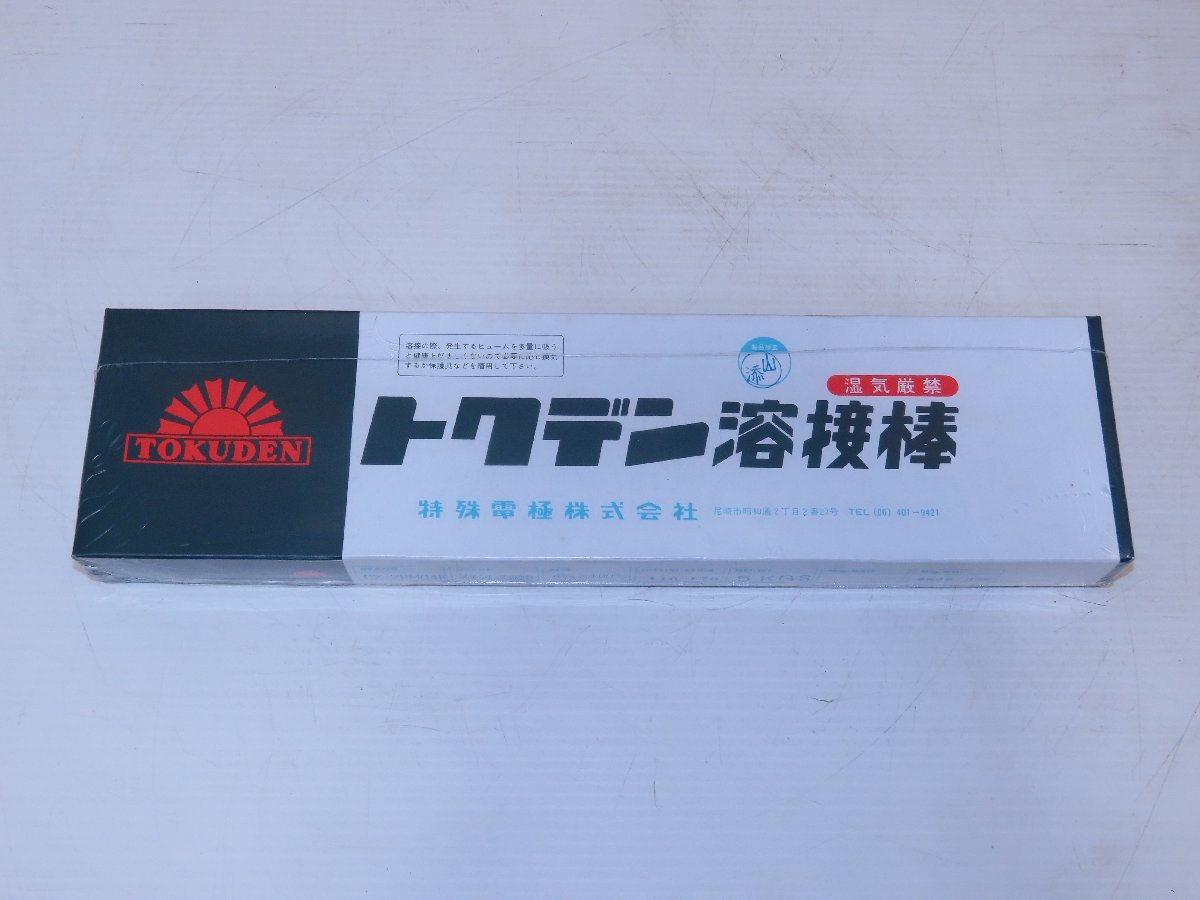 溶接の際、発生するヒュームを多量に吸う
と健康上好ましくないので必要に応じ換気
するか保護具などを着用して下さい。
湿気厳禁
TOKUDEN
トクデン溶接棒
特殊電極株式会社 尼崎市昭和通2丁目2番27号 TEL(06) 401-9421
5 KGS